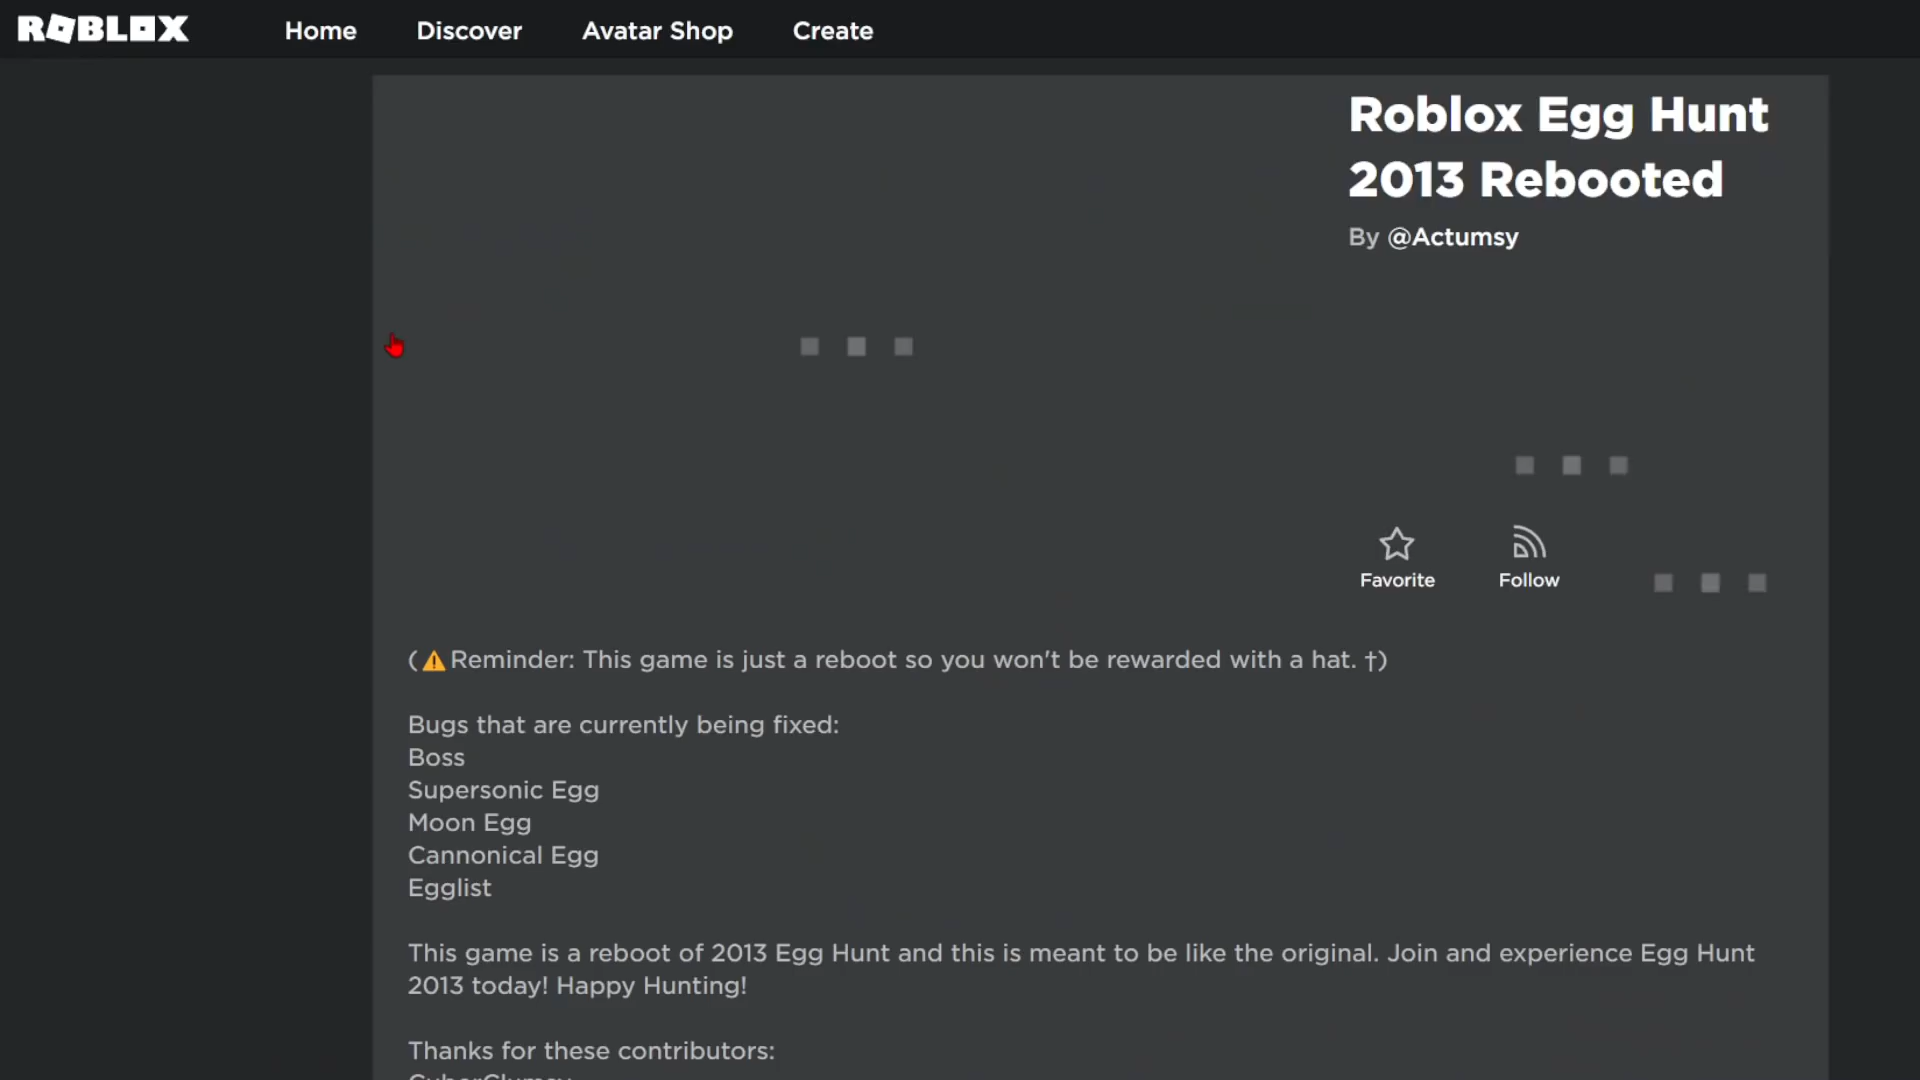 ROBLOX Home Discover Avatar Shop Create
Roblox Egg Hunt
2013 Rebooted
By @Actumsy
Favorite Follow
(⚠️Reminder: This game is just a reboot so you won't be rewarded with a hat. †)
Bugs that are currently being fixed:
Boss
Supersonic Egg
Moon Egg
Cannonical Egg
Egglist
This game is a reboot of 2013 Egg Hunt and this is meant to be like the original. Join and experience Egg Hunt
2013 today! Happy Hunting!
Thanks for these contributors: